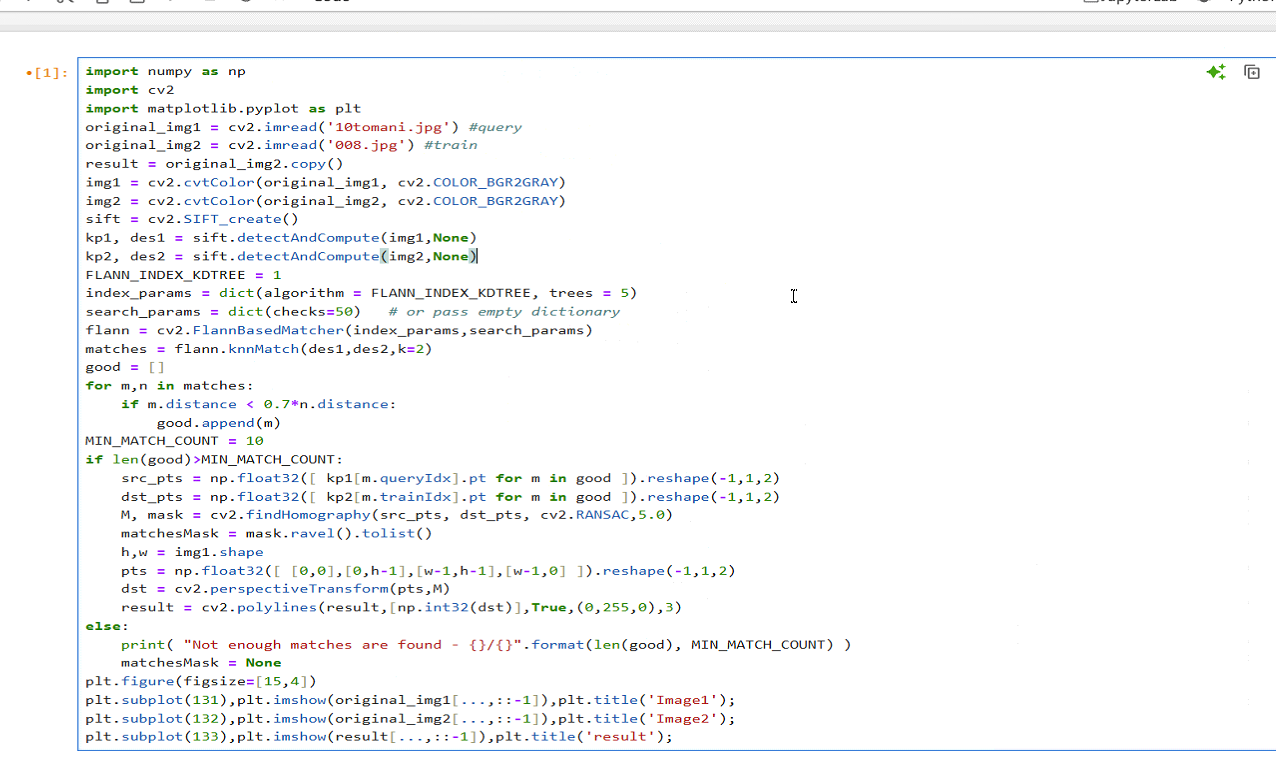 [1]:
import numpy as np
import cv2
import matplotlib.pyplot as plt
original_img1 = cv2.imread('10tomani.jpg') #query
original_img2 = cv2.imread('008.jpg') #train
result = original_img2.copy()
img1 = cv2.cvtColor(original_img1, cv2.COLOR_BGR2GRAY)
img2 = cv2.cvtColor(original_img2, cv2.COLOR_BGR2GRAY)
sift = cv2.SIFT_create()
kp1, des1 = sift.detectAndCompute(img1,None)
kp2, des2 = sift.detectAndCompute(img2,None)
FLANN_INDEX_KDTREE = 1
index_params = dict(algorithm = FLANN_INDEX_KDTREE, trees = 5)
search_params = dict(checks=50)   # or pass empty dictionary
flann = cv2.FlannBasedMatcher(index_params,search_params)
matches = flann.knnMatch(des1,des2,k=2)
good = []
for m,n in matches:
    if m.distance < 0.7*n.distance:
        good.append(m)
MIN_MATCH_COUNT = 10
if len(good)>MIN_MATCH_COUNT:
    src_pts = np.float32([ kp1[m.queryIdx].pt for m in good ]).reshape(-1,1,2)
    dst_pts = np.float32([ kp2[m.trainIdx].pt for m in good ]).reshape(-1,1,2)
    M, mask = cv2.findHomography(src_pts, dst_pts, cv2.RANSAC,5.0)
    matchesMask = mask.ravel().tolist()
    h,w = img1.shape
    pts = np.float32([ [0,0],[0,h-1],[w-1,h-1],[w-1,0] ]).reshape(-1,1,2)
    dst = cv2.perspectiveTransform(pts,M)
    result = cv2.polylines(result,[np.int32(dst)],True,(0,255,0),3)
else:
    print( "Not enough matches are found - {}/{}".format(len(good), MIN_MATCH_COUNT) )
    matchesMask = None
plt.figure(figsize=[15,4])
plt.subplot(131),plt.imshow(original_img1[...,::-1]),plt.title('Image1');
plt.subplot(132),plt.imshow(original_img2[...,::-1]),plt.title('Image2');
plt.subplot(133),plt.imshow(result[...,::-1]),plt.title('result');